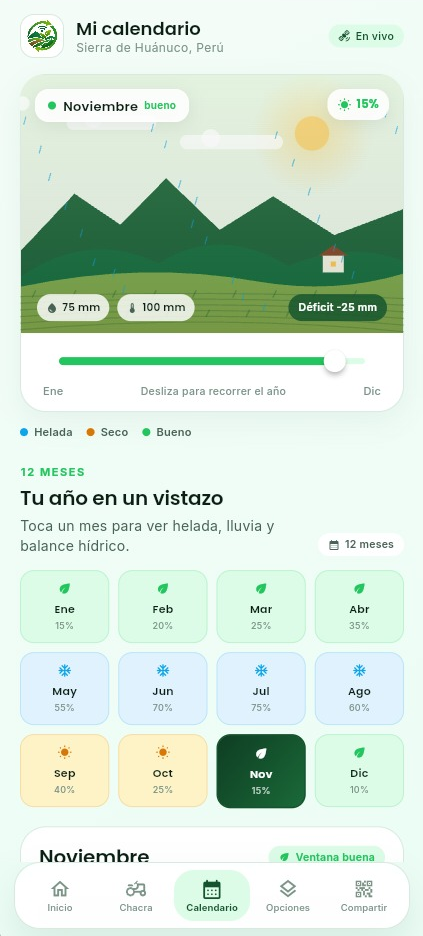 Mi calendario
Sierra de Huánuco, Perú
En vivo
Noviembre bueno
15%
75 mm
100 mm
Déficit -25 mm
Ene
Desliza para recorrer el año
Dic
Helada
Seco
Bueno
12 MESES
Tu año en un vistazo
Toca un mes para ver helada, lluvia y
balance hídrico.
12 meses
Ene
15%
Feb
20%
Mar
25%
Abr
35%
May
55%
Jun
70%
Jul
75%
Ago
60%
Sep
40%
Oct
25%
Nov
15%
Dic
10%
Noviembre
Ventana buena
Inicio
Chacra
Calendario
Opciones
Compartir